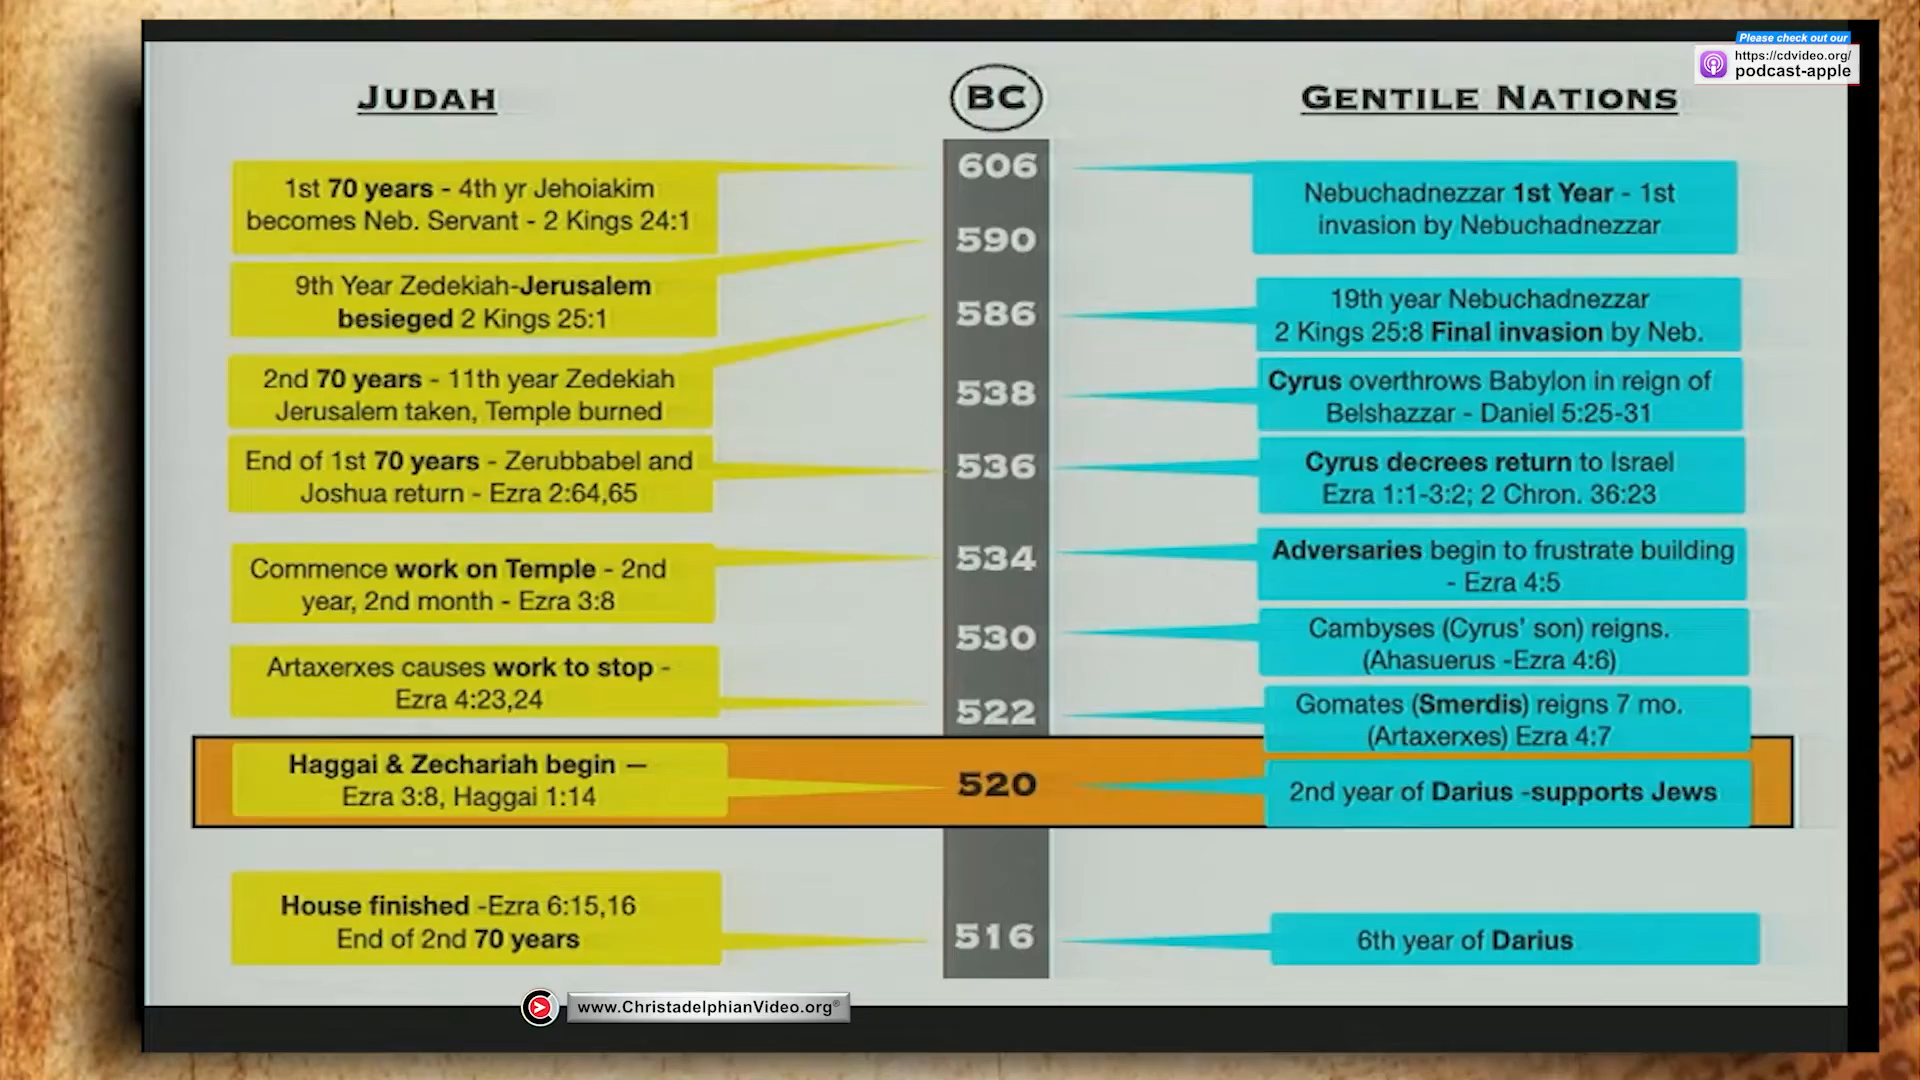 Please check out our
https://cdvideo.org/
podcast-apple
JUDAH
BC
GENTILE NATIONS
606
1st 70 years - 4th yr Jehoiakim
becomes Neb. Servant - 2 Kings 24:1
Nebuchadnezzar 1st Year - 1st
invasion by Nebuchadnezzar
590
9th Year Zedekiah-Jerusalem
besieged 2 Kings 25:1
586
2nd 70 years - 11th year Zedekiah
Jerusalem taken, Temple burned
19th year Nebuchadnezzar
2 Kings 25:8 Final invasion by Neb.
538
Cyrus overthrows Babylon in reign of
Belshazzar - Daniel 5:25-31
536
End of 1st 70 years - Zerubbabel and
Joshua return - Ezra 2:64,65
Cyrus decrees return to Israel
Ezra 1:1-3:2; 2 Chron. 36:23
534
Commence work on Temple - 2nd
year, 2nd month - Ezra 3:8
Adversaries begin to frustrate building
- Ezra 4:5
530
Cambyses (Cyrus' son) reigns.
(Ahasuerus -Ezra 4:6)
522
Artaxerxes causes work to stop -
Ezra 4:23,24
Gomates (Smerdis) reigns 7 mo.
(Artaxerxes) Ezra 4:7
520
Haggai & Zechariah begin —
Ezra 3:8, Haggai 1:14
2nd year of Darius -supports Jews
516
House finished -Ezra 6:15,16
End of 2nd 70 years
6th year of Darius
www.ChristadelphianVideo.org®